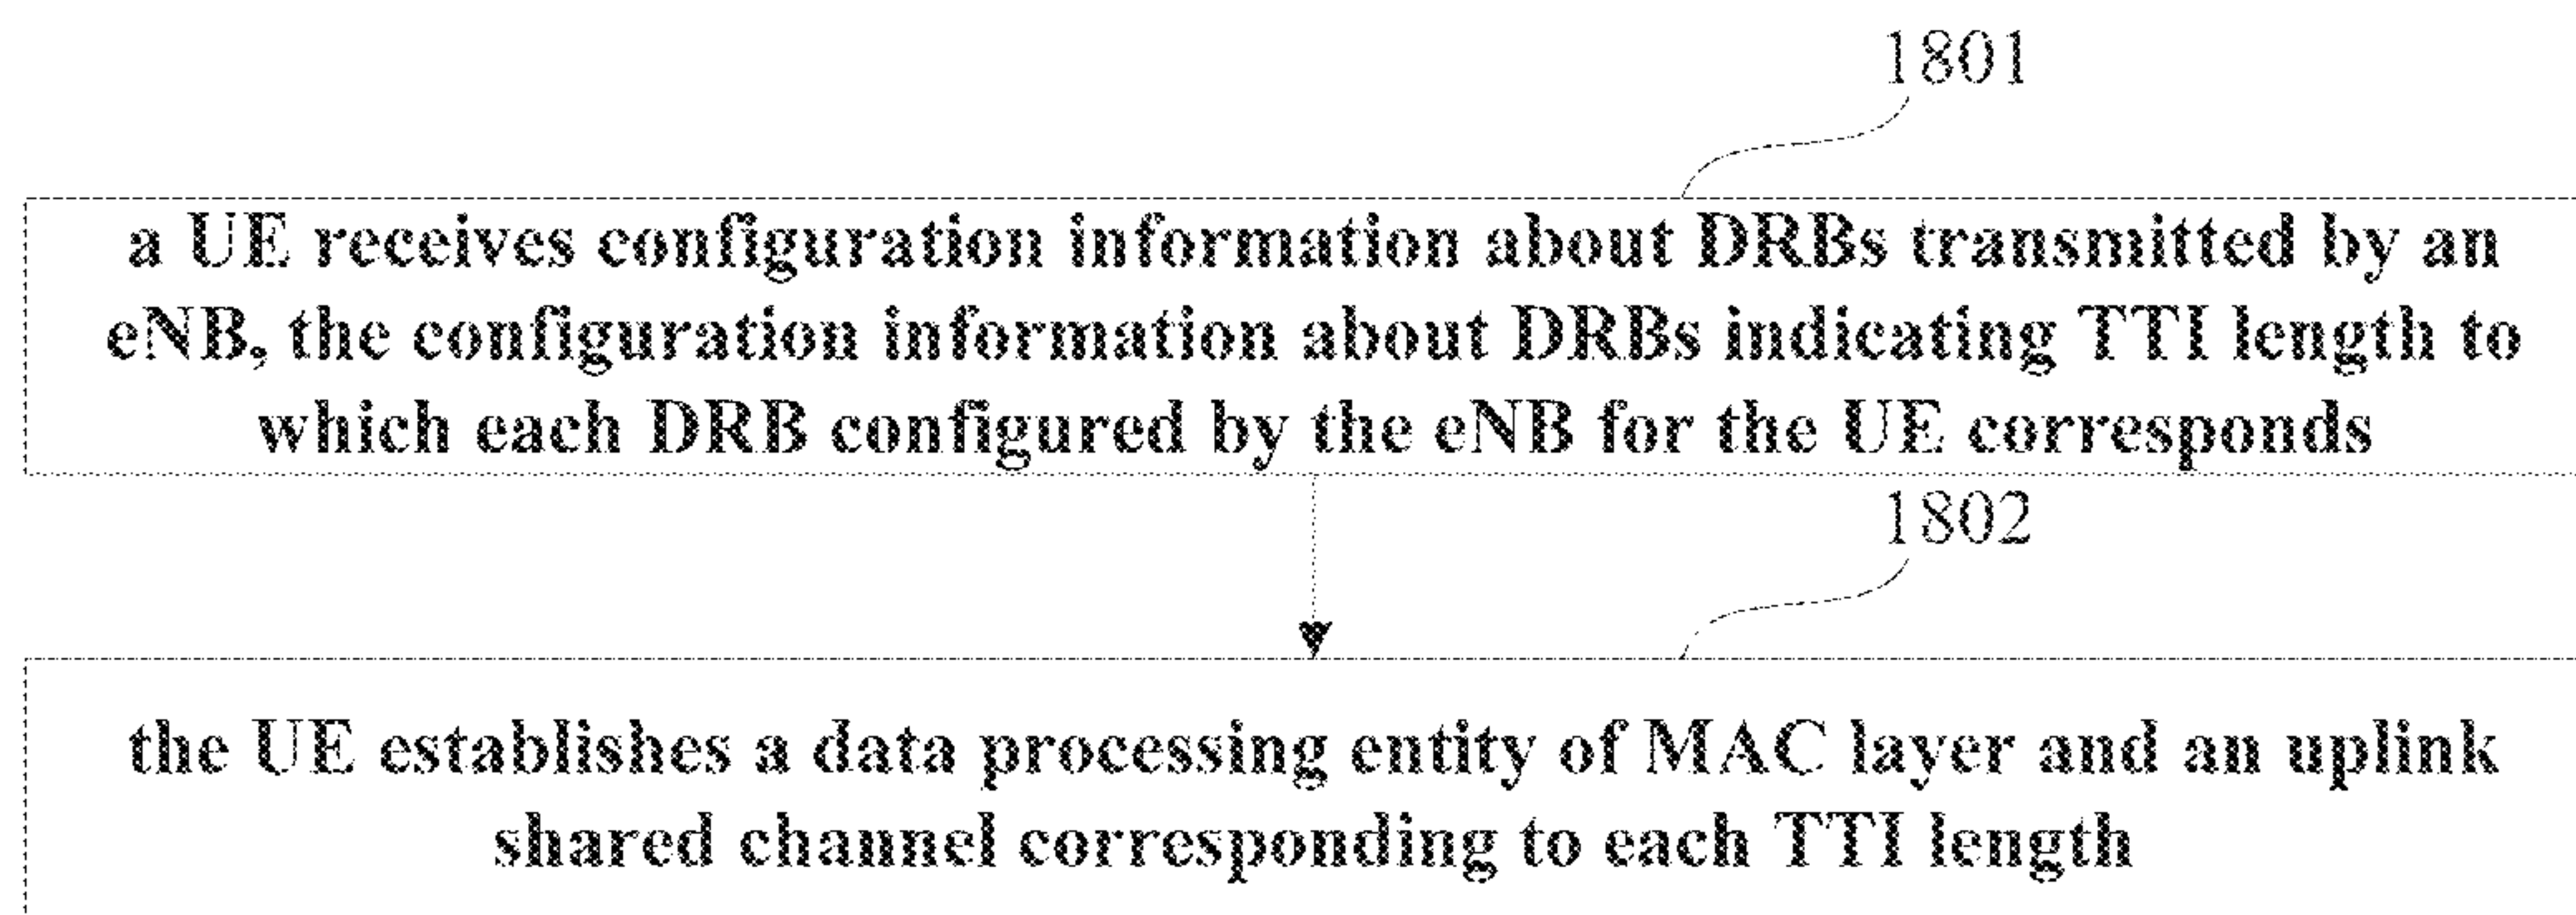 1801
a UE receives configuration information about DRBs transmitted by an
eNB, the configuration information about DRBs indicating TTI length to
which each DRB configured by the eNB for the UE corresponds
1802
the UE establishes a data processing entity of MAC layer and an uplink
shared channel corresponding to each TTI length